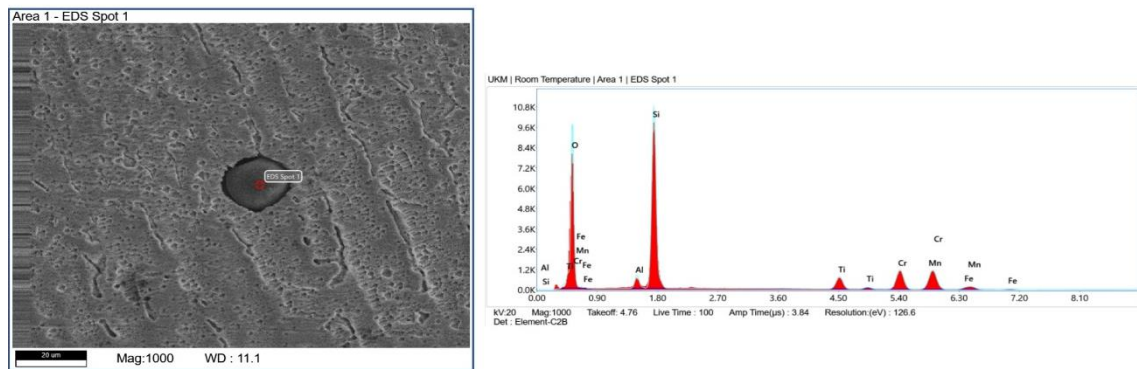 Area 1 - EDS Spot 1
EDS Spot 1
20 um
Mag:1000 WD : 11.1
UKM | Room Temperature | Area 1 | EDS Spot 1
10.8K
9.6K
8.4K
7.2K
6.0K
4.8K
3.6K
2.4K
1.2K
0.0K
Si
O
Fe
Mn
Cr Fe
Al Ti
Si Fe
Al
Ti
Ti
Cr
Cr
Mn
Mn
Fe
Fe
0.00 0.90 1.80 2.70 3.60 4.50 5.40 6.30 7.20 8.10
kV:20 Mag:1000 Takeoff: 4.76 Live Time : 100 Amp Time(µs) : 3.84 Resolution:(eV) : 126.6
Det : Element-C2B